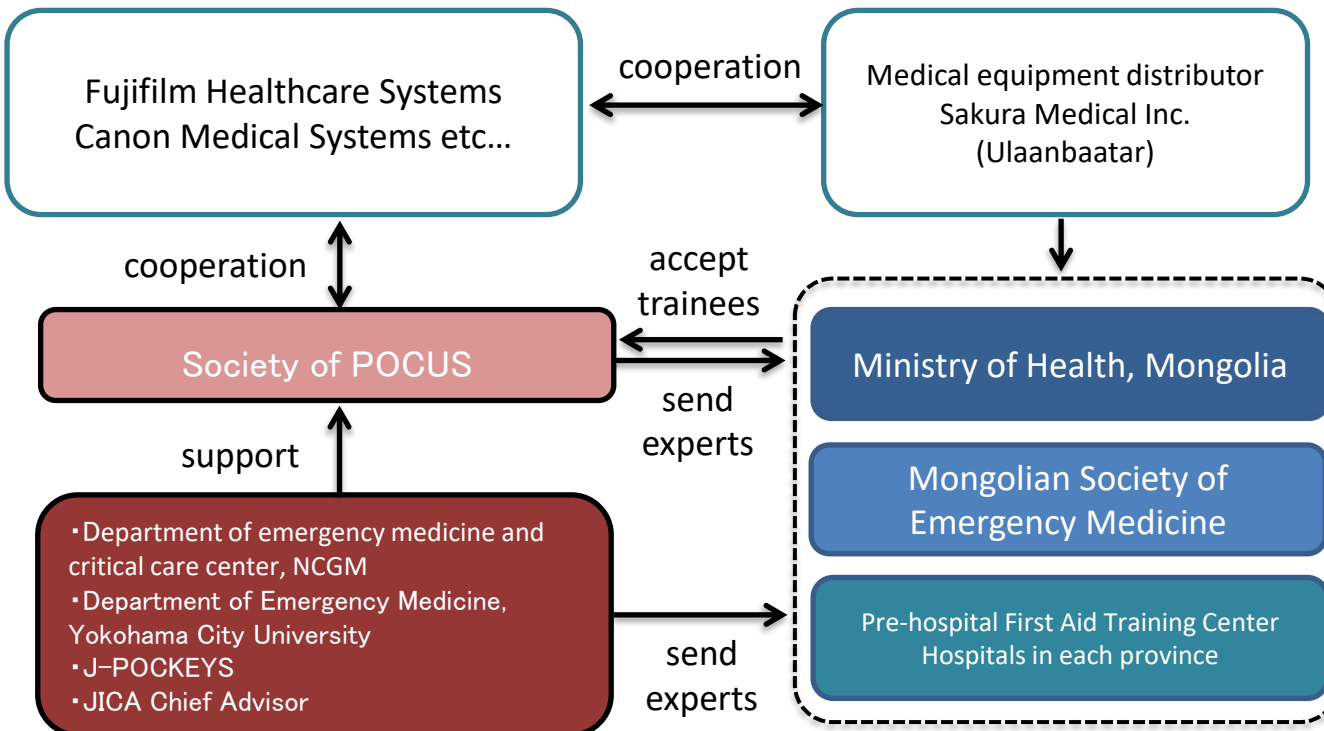 Fujifilm Healthcare Systems
Canon Medical Systems etc…
cooperation
Medical equipment distributor
Sakura Medical Inc.
(Ulaanbaatar)
cooperation
accept
trainees
Society of POCUS
send
experts
Ministry of Health, Mongolia
Mongolian Society of
Emergency Medicine
Pre-hospital First Aid Training Center
Hospitals in each province
support
・Department of emergency medicine and
critical care center, NCGM
・Department of Emergency Medicine,
Yokohama City University
・J-POCKEYS
・JICA Chief Advisor
send
experts